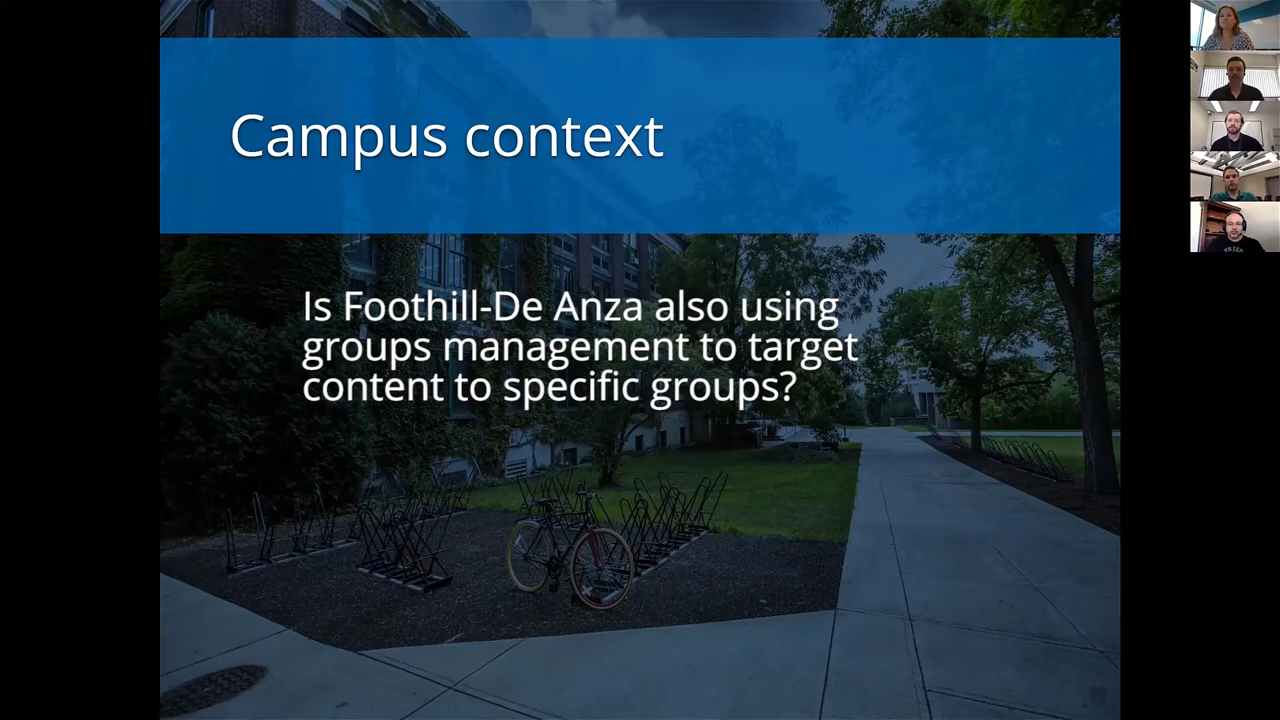 Campus context
Is Foothill-De Anza also using
groups management to target
content to specific groups?